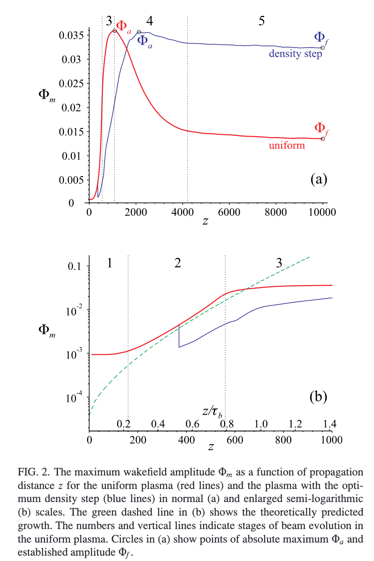 3
Φa
4
5
0.035
Φa
Φf
0.03
density step
0.025
Φm
0.02
0.015
Φf
uniform
0.01
0.005
(a)
0
0
2000
4000
6000
8000
10000
z
0.1
1
2
3
10-2
Φm
10-3
10-4
(b)
z/τb
0.2
0.4
0.6
0.8
1.0
1.2
1.4
0
200
400
600
800
1000
z
FIG. 2. The maximum wakefield amplitude Φm as a function of propagation
distance z for the uniform plasma (red lines) and the plasma with the opti-
mum density step (blue lines) in normal (a) and enlarged semi-logarithmic
(b) scales. The green dashed line in (b) shows the theoretically predicted
growth. The numbers and vertical lines indicate stages of beam evolution in
the uniform plasma. Circles in (a) show points of absolute maximum Φa and
established amplitude Φf.